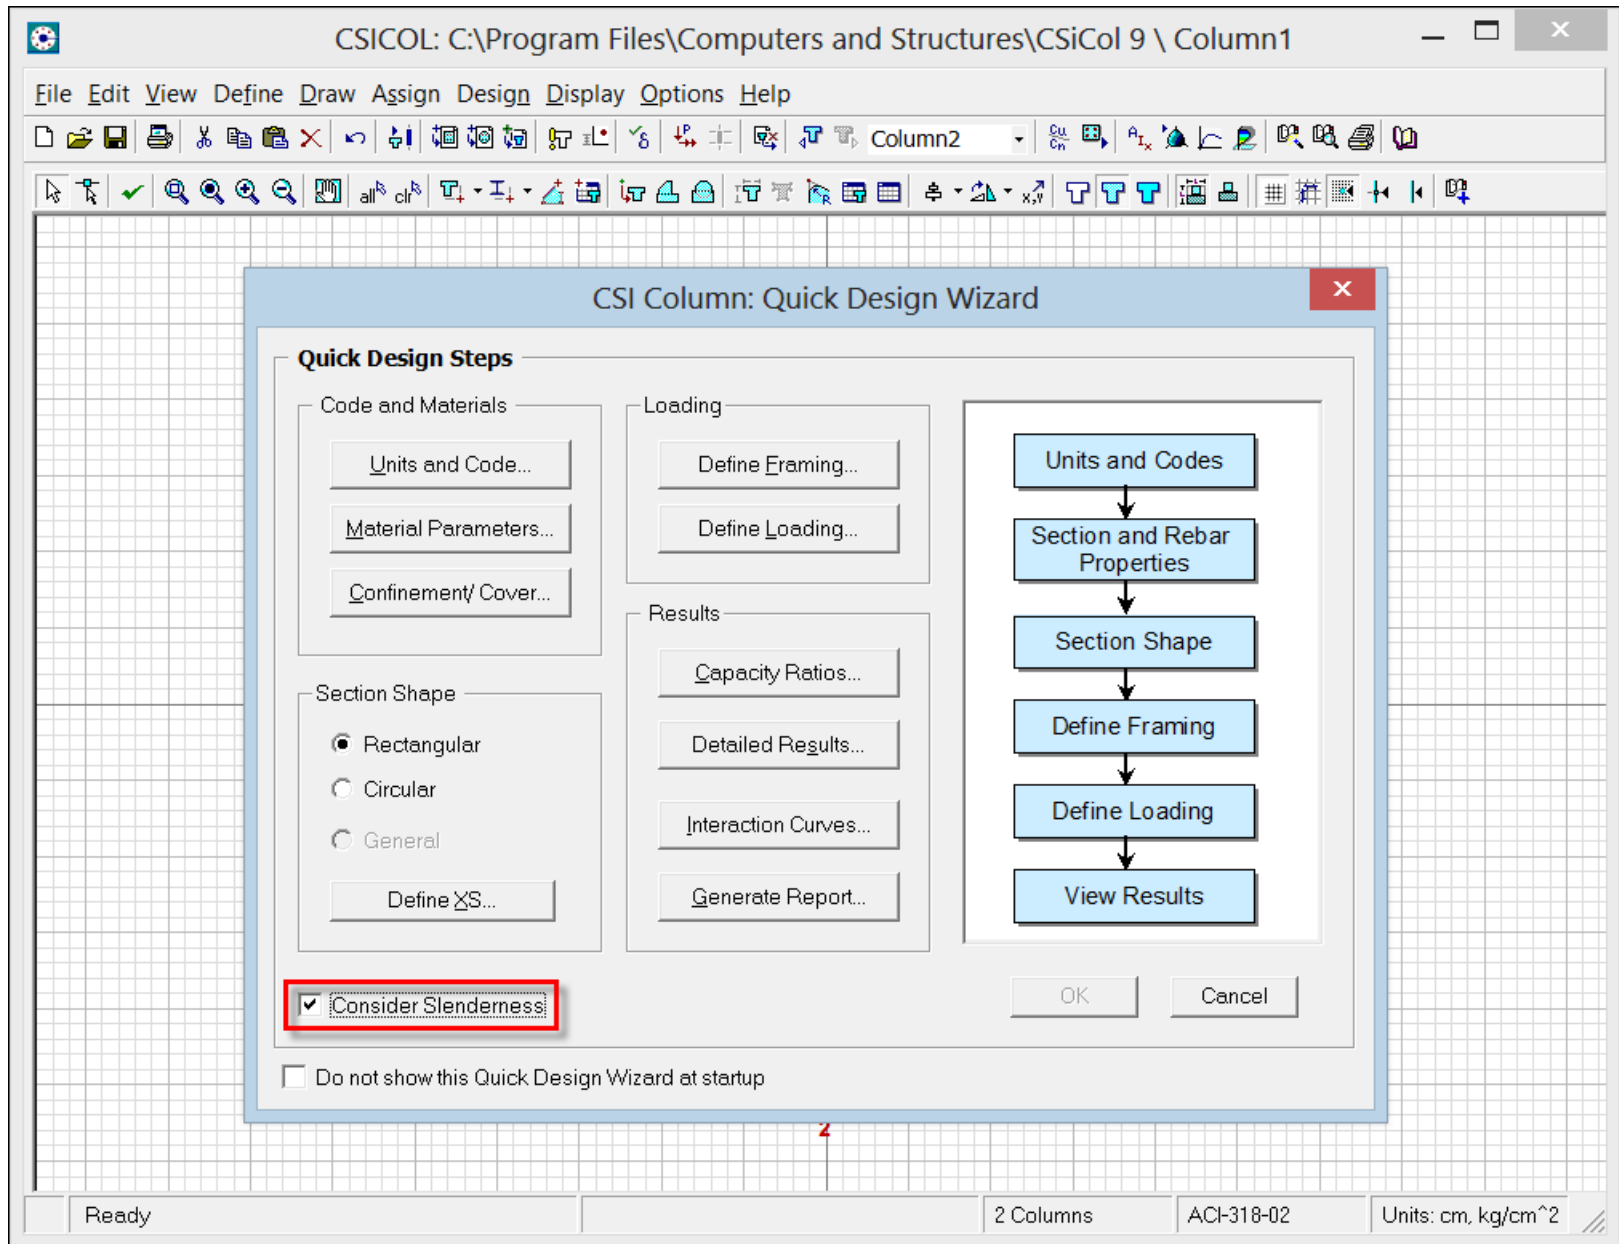 CSICOL: C:\Program Files\Computers and Structures\CSiCol 9 \ Column1
File Edit View Define Draw Assign Design Display Options Help
Column2
all clr
CSI Column: Quick Design Wizard
Quick Design Steps
Code and Materials
Units and Code...
Material Parameters...
Confinement/ Cover...
Section Shape
Rectangular
Circular
General
Define XS...
Loading
Define Framing...
Define Loading...
Results
Capacity Ratios...
Detailed Results...
Interaction Curves...
Generate Report...
Units and Codes
Section and Rebar
Properties
Section Shape
Define Framing
Define Loading
View Results
Consider Slenderness
OK Cancel
Do not show this Quick Design Wizard at startup
2
Ready 2 Columns ACI-318-02 Units: cm, kg/cm^2